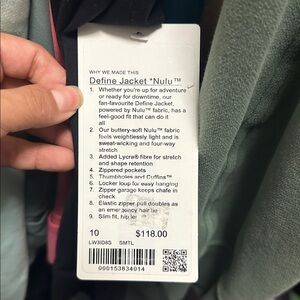 WHY WE MADE THIS
Define Jacket *Nulu™
1. Whether you're up for adventure
or ready for downtime, our
fan-favourite Define Jacket,
powered by Nulu™ fabric, has a
feel-good fit that can do it
all
2. Our buttery-soft Nulu™ fabric
feels weightlessly light and is
sweat-wicking and four-way
stretch
3. Added Lycra® fibre for stretch
and shape retention
4. Zippered pockets
5. Thumbholes and Cuffins™
6. Locker loop for easy hanging
7. Zipper garage keeps chafe in
check
8. Elastic zipper pull doubles as
an emergency hair tie
9. Slim fit, hip
10 $118.00
LW3ID8S SMTL
000153834014